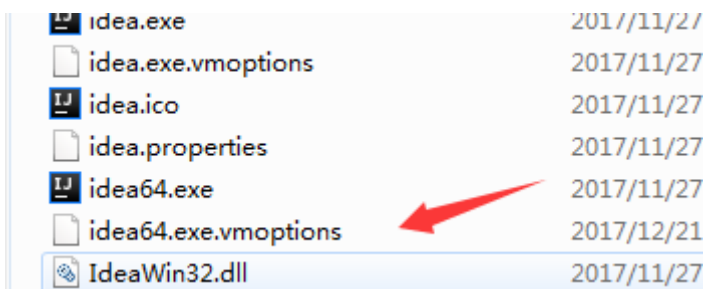 idea.exe 2017/11/27
idea.exe.vmoptions 2017/11/27
idea.ico 2017/11/27
idea.properties 2017/11/27
idea64.exe 2017/11/27
idea64.exe.vmoptions 2017/12/21
IdeaWin32.dll 2017/11/27